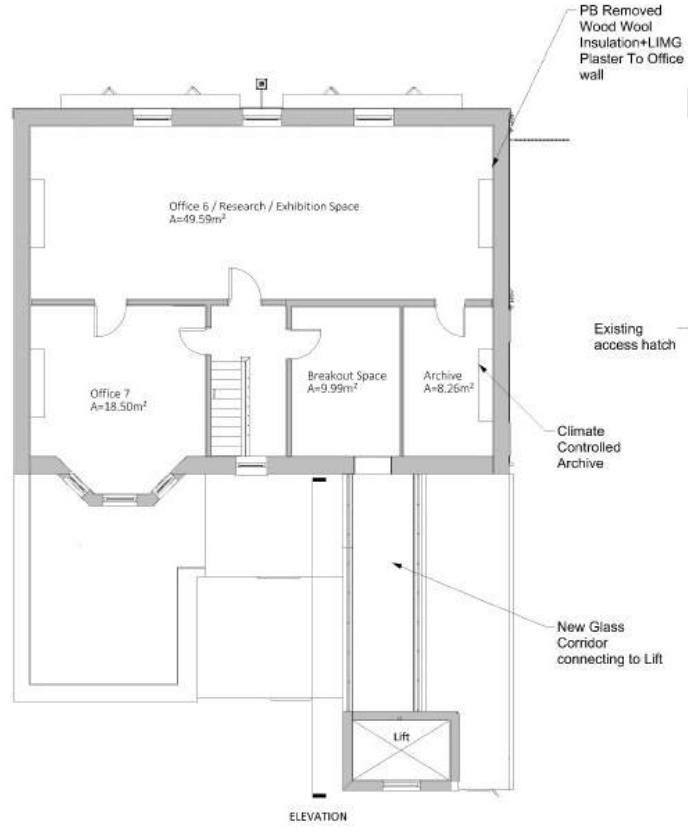 PB Removed
Wood Wool
Insulation+LIMG
Plaster To Office
wall
Office 6 / Research / Exhibition Space
A=49.59m²
Existing
access hatch
Office 7
A=18.50m²
Breakout Space
A=9.99m²
Archive
A=8.26m²
Climate
Controlled
Archive
New Glass
Corridor
connecting to Lift
Lift
ELEVATION